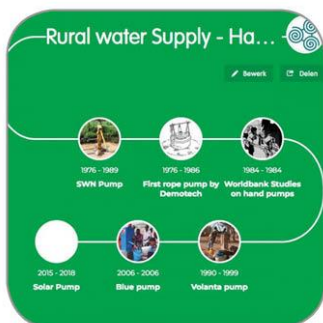 Rural water Supply - Ha...
Bewerk
Delen
1976 - 1989
SWN Pump
1976 - 1986
First rope pump by
Demotech
1984 - 1984
Worldbank Studies
on hand pumps
2015 - 2018
Solar Pump
2006 - 2006
Blue pump
1990 - 1999
Volanta pump